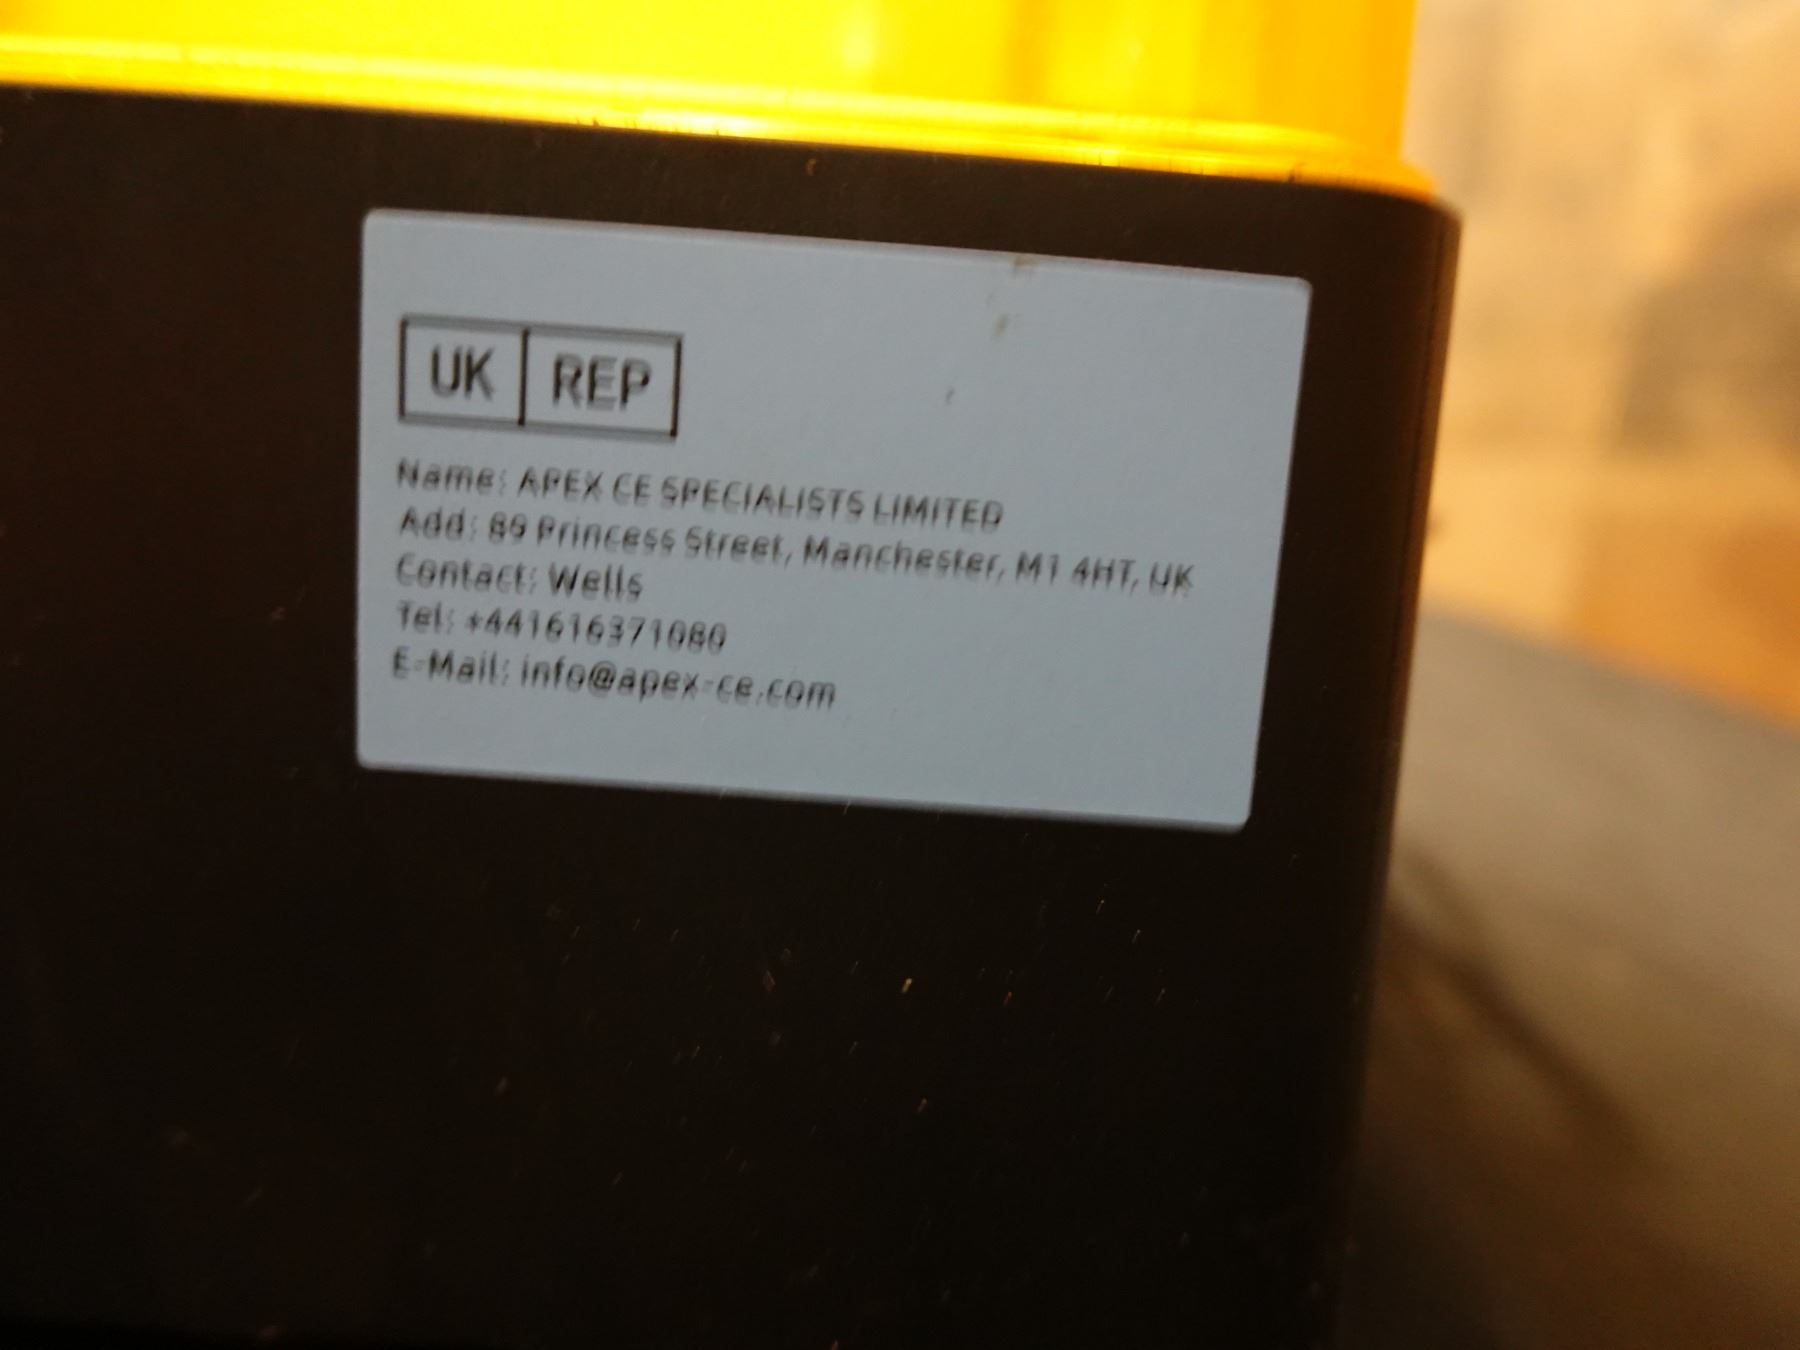 UK REP
Name: APEX CE SPECIALISTS LIMITED
Add: 89 Princess Street, Manchester, M1 4HT, UK
Contact: Wells
Tel: +441616371080
E-Mail: info@apex-ce.com